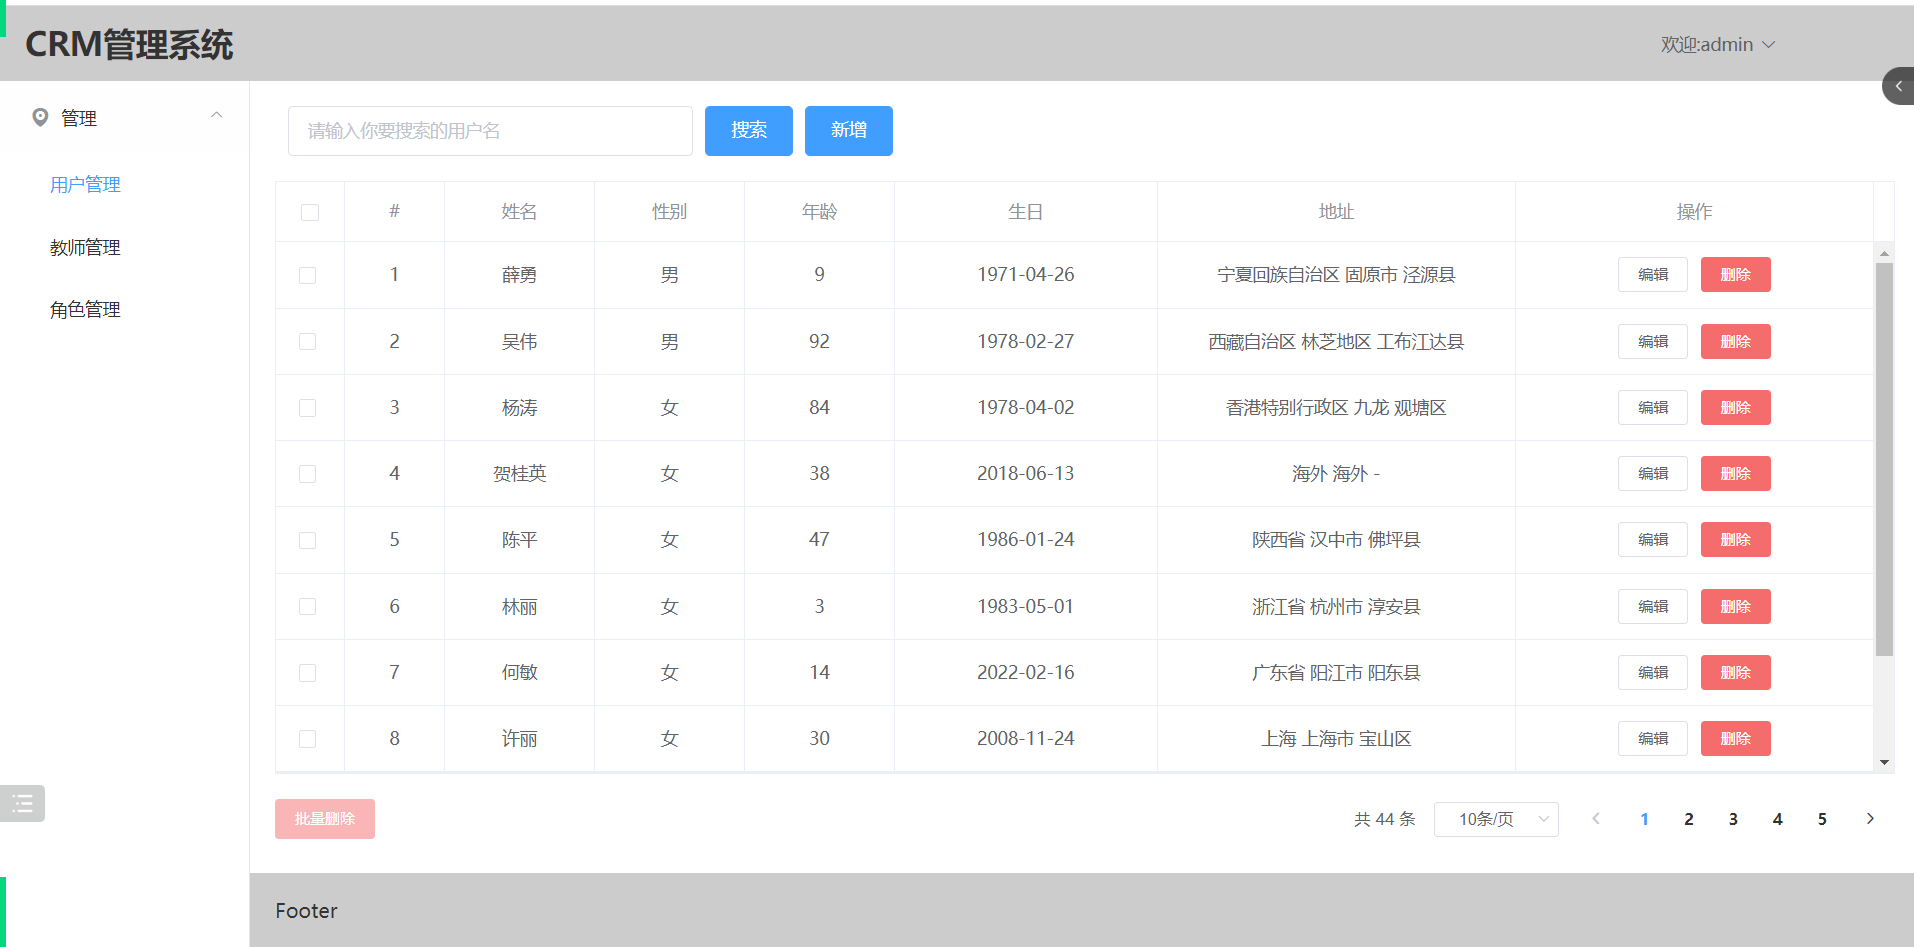 CRM管理系统
欢迎:admin
管理
用户管理
教师管理
角色管理
请输入你要搜索的用户名 搜索 新增
# 姓名 性别 年龄 生日 地址 操作
1 薛勇 男 9 1971-04-26 宁夏回族自治区 固原市 泾源县 编辑 删除
2 吴伟 男 92 1978-02-27 西藏自治区 林芝地区 工布江达县 编辑 删除
3 杨涛 女 84 1978-04-02 香港特别行政区 九龙 观塘区 编辑 删除
4 贺桂英 女 38 2018-06-13 海外 海外 - 编辑 删除
5 陈平 女 47 1986-01-24 陕西省 汉中市 佛坪县 编辑 删除
6 林丽 女 3 1983-05-01 浙江省 杭州市 淳安县 编辑 删除
7 何敏 女 14 2022-02-16 广东省 阳江市 阳东县 编辑 删除
8 许丽 女 30 2008-11-24 上海 上海市 宝山区 编辑 删除
批量删除 共 44 条 10条/页 1 2 3 4 5
Footer